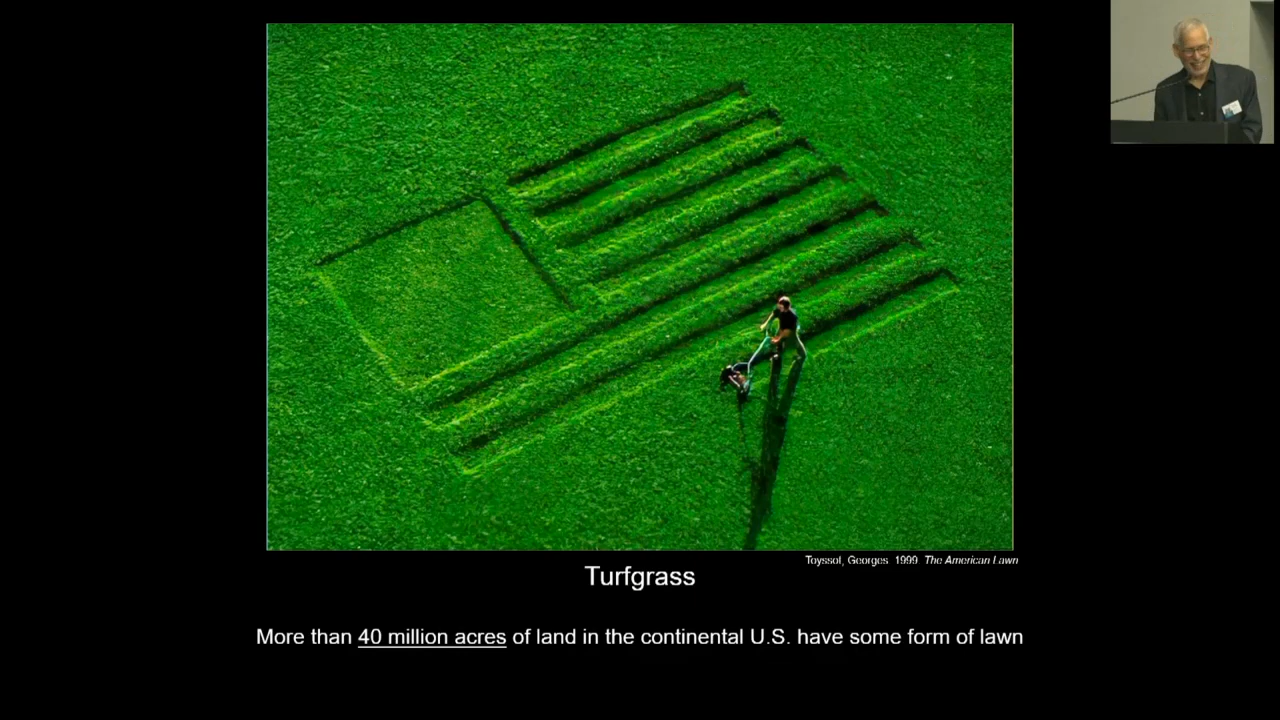 Toyssot, Georges 1999. The American Lawn
Turfgrass
More than 40 million acres of land in the continental U.S. have some form of lawn